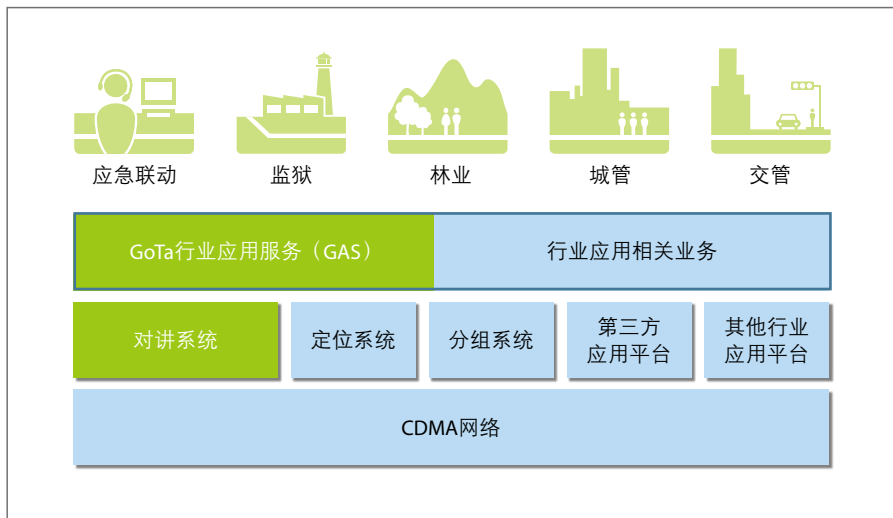 应急联动
监狱
林业
城管
交管
GoTa行业应用服务（GAS）
行业应用相关业务
对讲系统
定位系统
分组系统
第三方
应用平台
其他行业
应用平台
CDMA网络